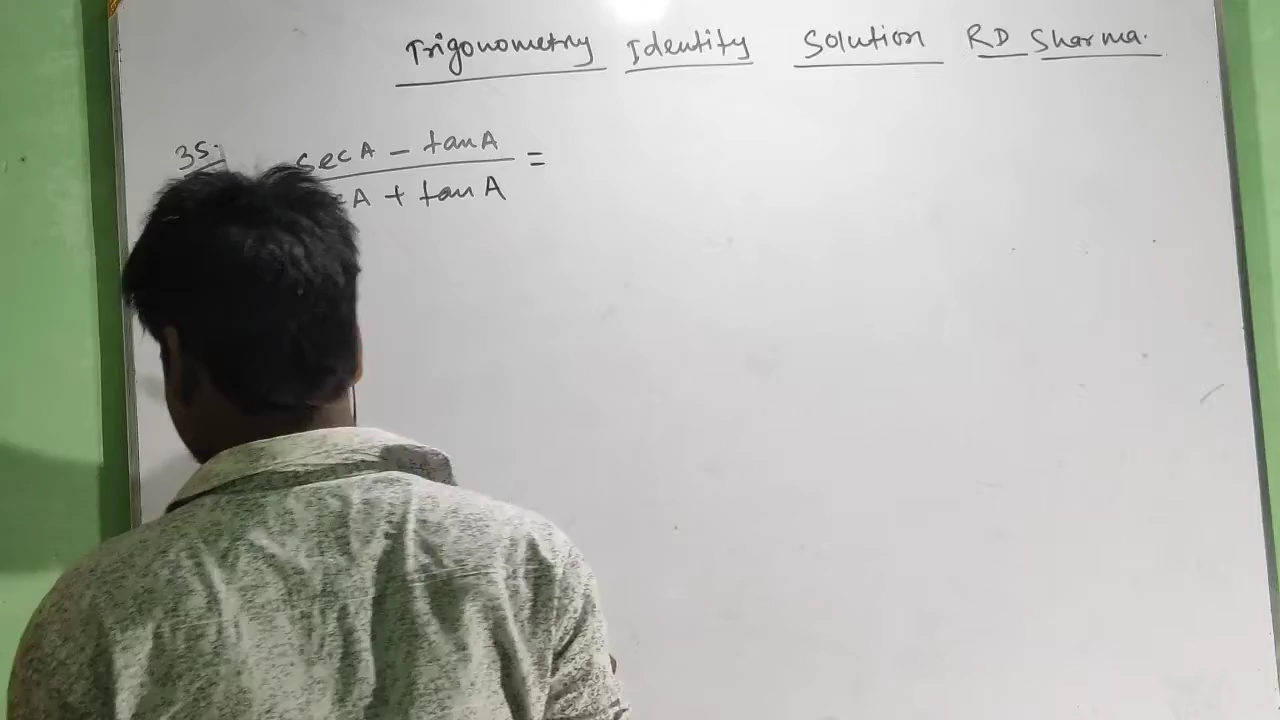 Trigonometry Identity Solution RD Sharma.
35.
secA - tanA =
A + tanA